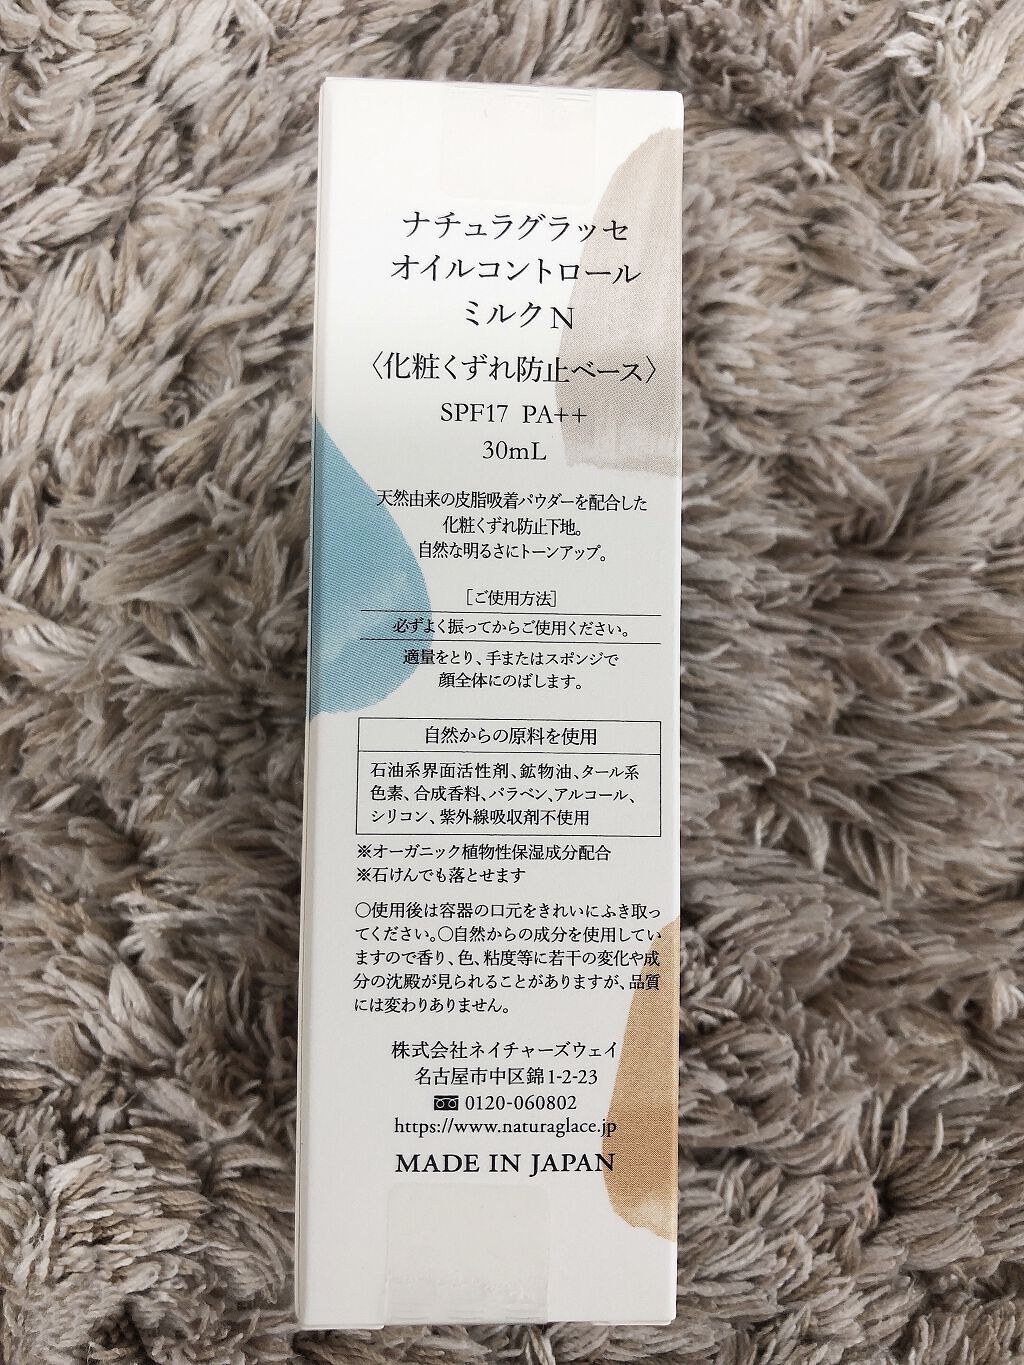 ナチュラグラッセ
オイルコントロール
ミルクN
〈化粧くずれ防止ベース〉
SPF17 PA++
30mL
天然由来の皮脂吸着パウダーを配合した
化粧くずれ防止下地。
自然な明るさにトーンアップ。
[ご使用方法]
必ずよく振ってからご使用ください。
適量をとり、手またはスポンジで
顔全体にのばします。
自然からの原料を使用
石油系界面活性剤、鉱物油、タール系
色素、合成香料、パラベン、アルコール、
シリコン、紫外線吸収剤不使用
※オーガニック植物性保湿成分配合
※石けんでも落とせます
○使用後は容器の口元をきれいにふき取っ
てください。○自然からの成分を使用してい
ますので香り、色、粘度等に若干の変化や成
分の沈殿が見られることがありますが、品質
には変わりありません。
株式会社ネイチャーズウェイ
名古屋市中区錦1-2-23
0120-060802
https://www.naturaglace.jp
MADE IN JAPAN